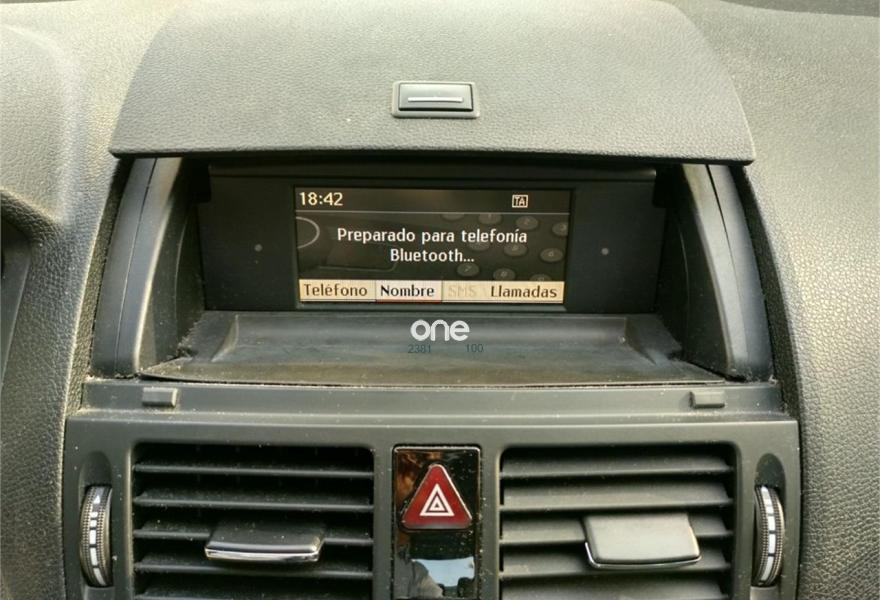 18:42 TA
Preparado para telefonía
Bluetooth...
Teléfono Nombre SMS Llamadas
one
2381 100